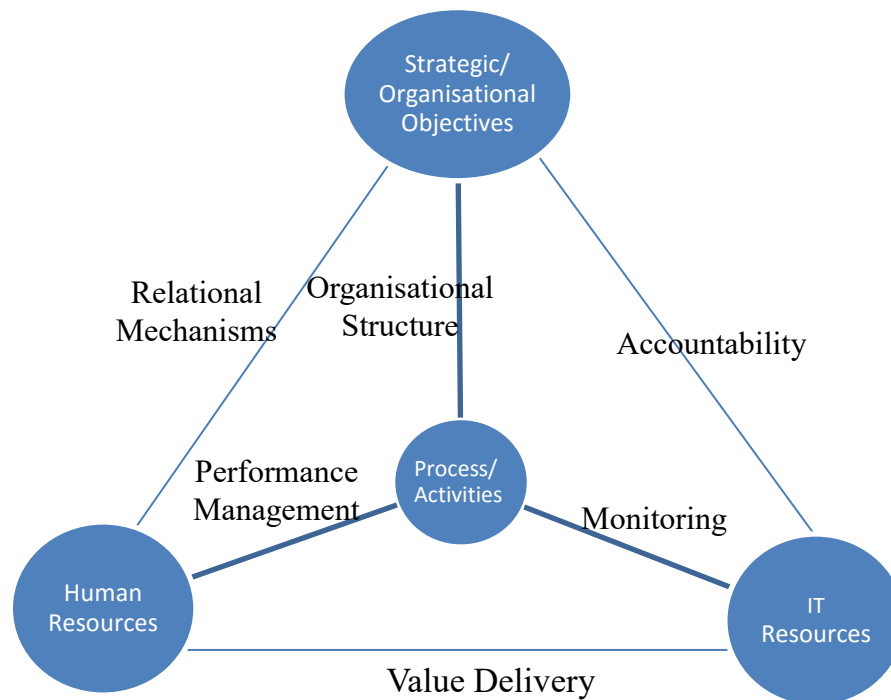 Strategic/
Organisational
Objectives
Relational
Mechanisms
Organisational
Structure
Accountability
Process/
Activities
Performance
Management
Monitoring
Human
Resources
IT
Resources
Value Delivery